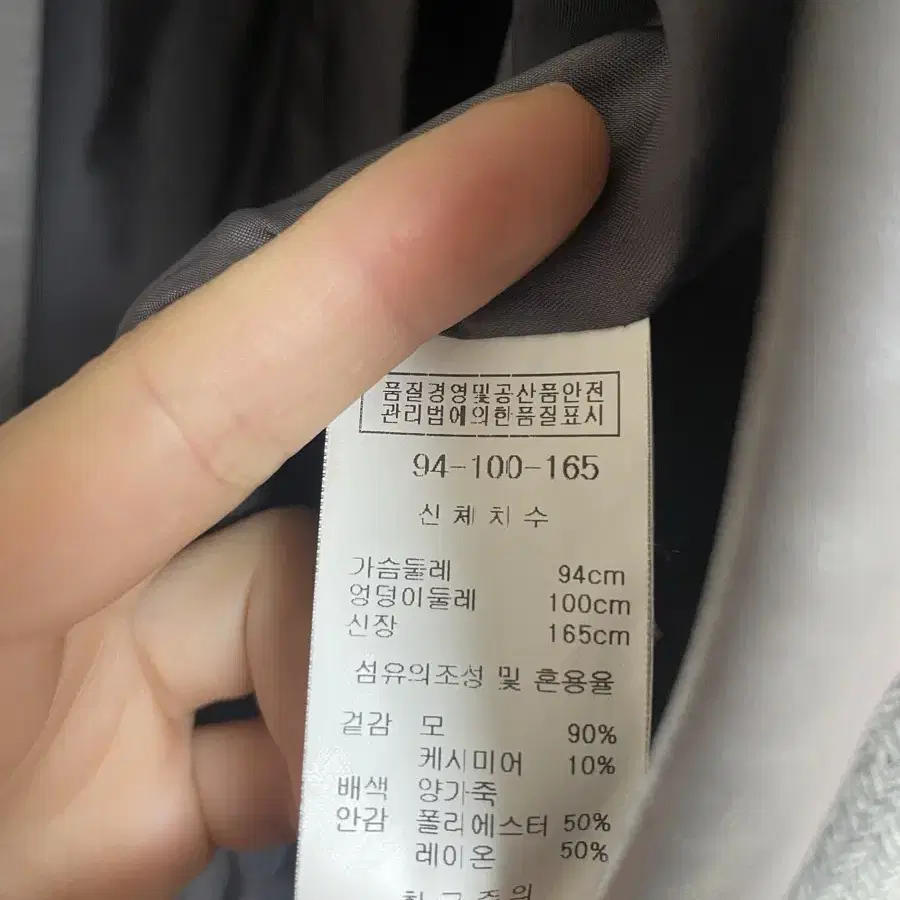 품질경영및공산품안전
관리법에의한품질표시
94-100-165
신체치수
가슴둘레 94cm
엉덩이둘레 100cm
신장 165cm
섬유의조성 및 혼용율
겉감 모 90%
케시미어 10%
배색 양가죽
안감 폴리에스터 50%
레이온 50%